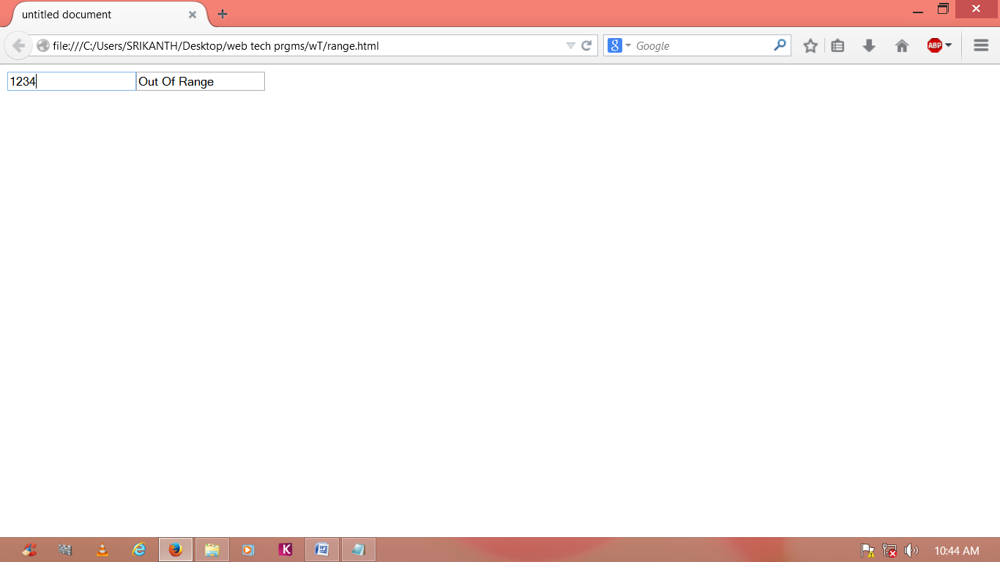 untitled document
file:///C:/Users/SRIKANTH/Desktop/web tech prgms/wT/range.html
8 Google
ABP
1234 Out Of Range
K W
10:44 AM